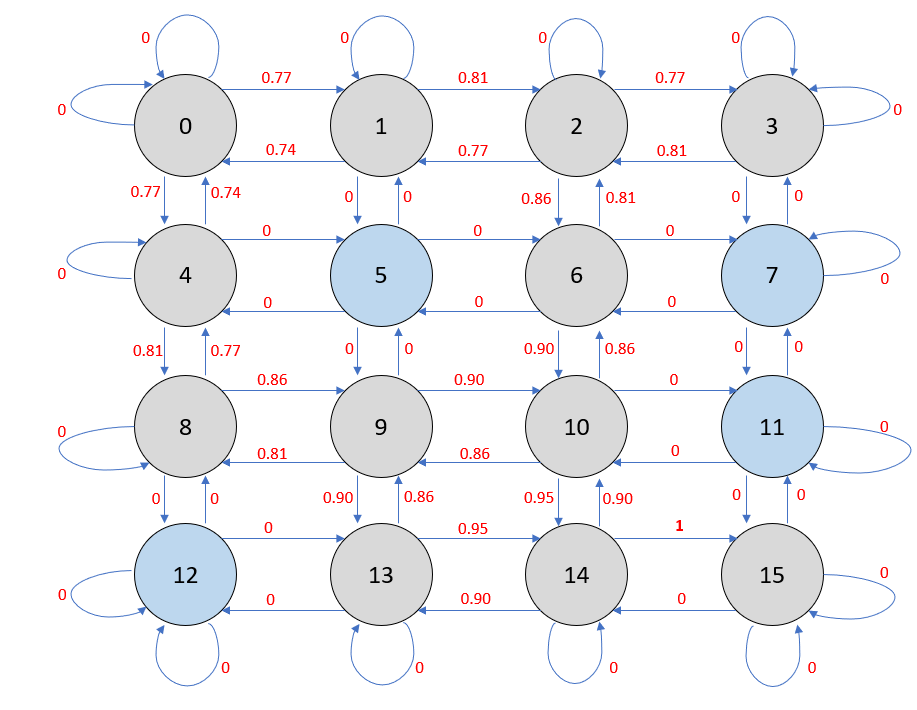 0 0 0 0
0.77 0.81 0.77
0 0
0 1 2 3
0.74 0.77 0.81
0.77 0.74 0 0 0.86 0.81 0 0
0 0 0
0 0
4 5 6 7
0 0 0
0.81 0.77 0 0 0.90 0.86 0 0
0.86 0.90 0
0 0
8 9 10 11
0.81 0.86 0
0 0 0.90 0.86 0.95 0.90 0 0
0 0.95 1
0
12 13 14 15
0 0 0.90 0
0 0 0 0